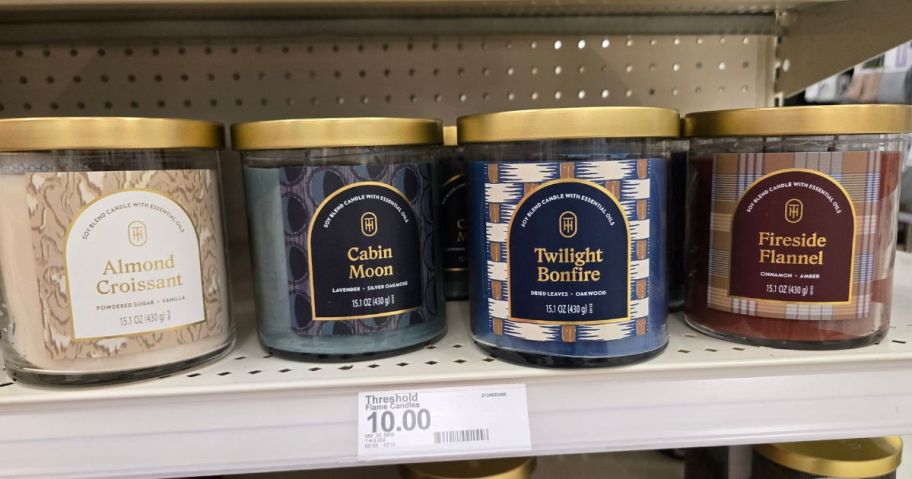 SOY BLEND CANDLE WITH ESSENTIAL OILS
Almond
Croissant
POWDERED SUGAR • VANILLA
15.1 OZ (430 g)
SOY BLEND CANDLE WITH ESSENTIAL OILS
Cabin
Moon
LAVENDER • SILVER OAKMOSS
15.1 OZ (430 g)
SOY BLEND CANDLE WITH ESSENTIAL OILS
Twilight
Bonfire
DRIED LEAVES • OAKWOOD
15.1 OZ (430 g)
SOY BLEND CANDLE WITH ESSENTIAL OILS
Fireside
Flannel
CINNAMON • AMBER
15.1 OZ (430 g)
Threshold
Flame Candles
10.00